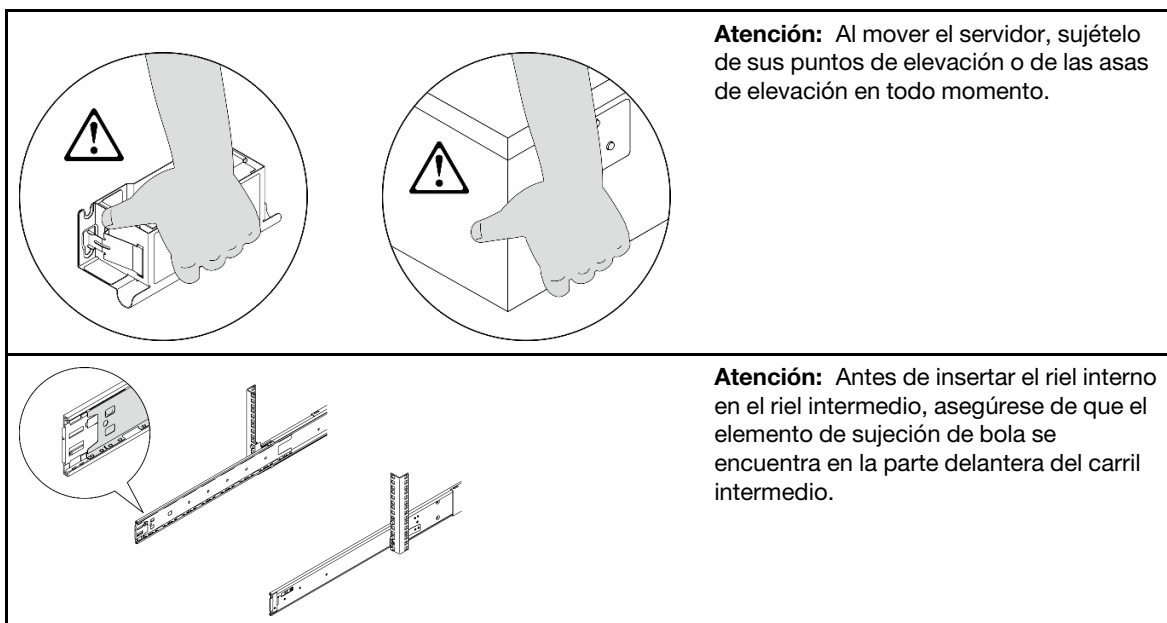 Atención: Al mover el servidor, sujételo
de sus puntos de elevación o de las asas
de elevación en todo momento.
Atención: Antes de insertar el riel interno
en el riel intermedio, asegúrese de que el
elemento de sujeción de bola se
encuentra en la parte delantera del carril
intermedio.